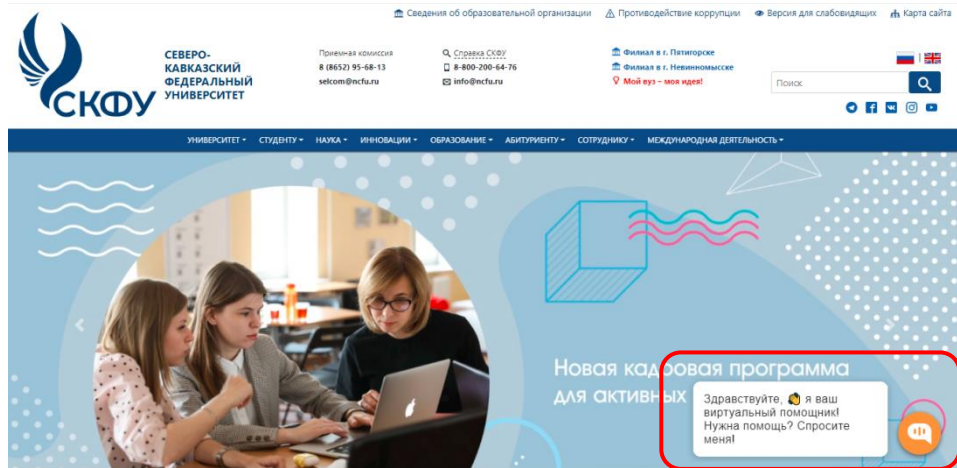 Сведения об образовательной организации Противодействие коррупции Версия для слабовидящих Карта сайта
СКФУ
СЕВЕРО-
КАВКАЗСКИЙ
ФЕДЕРАЛЬНЫЙ
УНИВЕРСИТЕТ
Приемная комиссия
8 (8652) 95-68-13
selcom@ncfu.ru
Справка СКФУ
8-800-200-64-76
info@ncfu.ru
Филиал в г. Пятигорске
Филиал в г. Невинномысске
Мой вуз – моя идея!
Поиск
УНИВЕРСИТЕТ СТУДЕНТУ НАУКА ИННОВАЦИИ ОБРАЗОВАНИЕ АБИТУРИЕНТУ СОТРУДНИКУ МЕЖДУНАРОДНАЯ ДЕЯТЕЛЬНОСТЬ
Новая кадровая программа
для активных
Здравствуйте, я ваш
виртуальный помощник!
Нужна помощь? Спросите
меня!